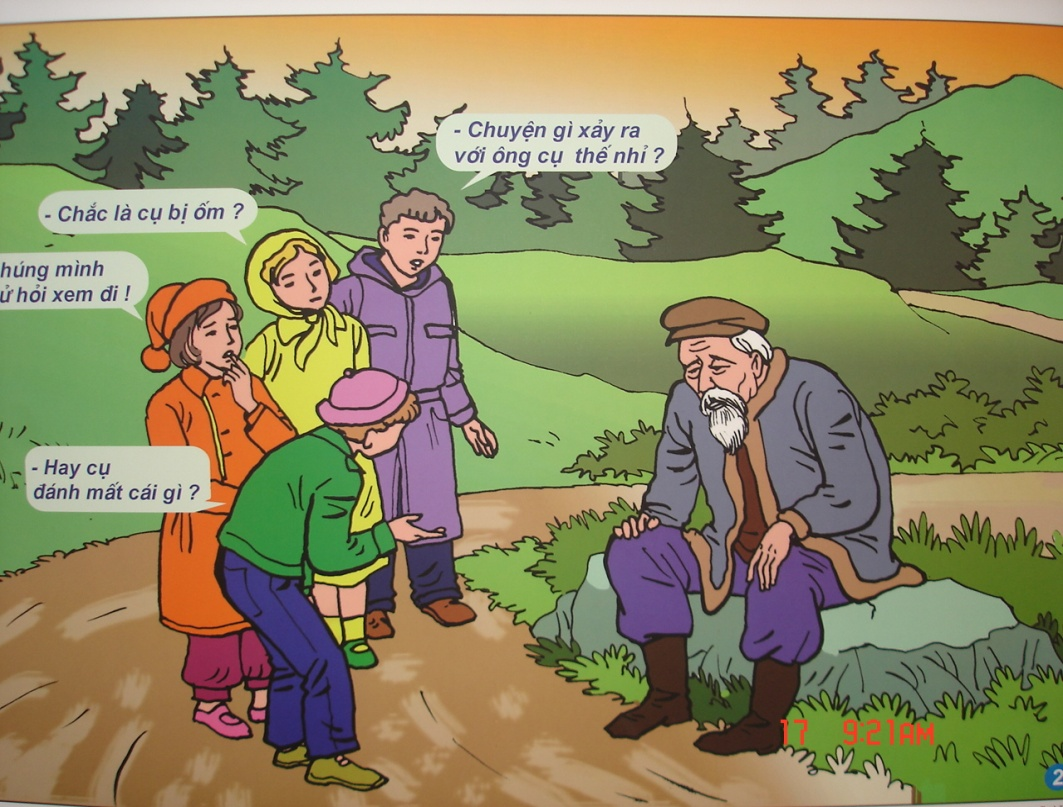 - Chuyện gì xảy ra
với ông cụ thế nhỉ ?
- Chắc là cụ bị ốm ?
húng mình
ử hỏi xem đi !
- Hay cụ
đánh mất cái gì ?
17 9:21AM
2